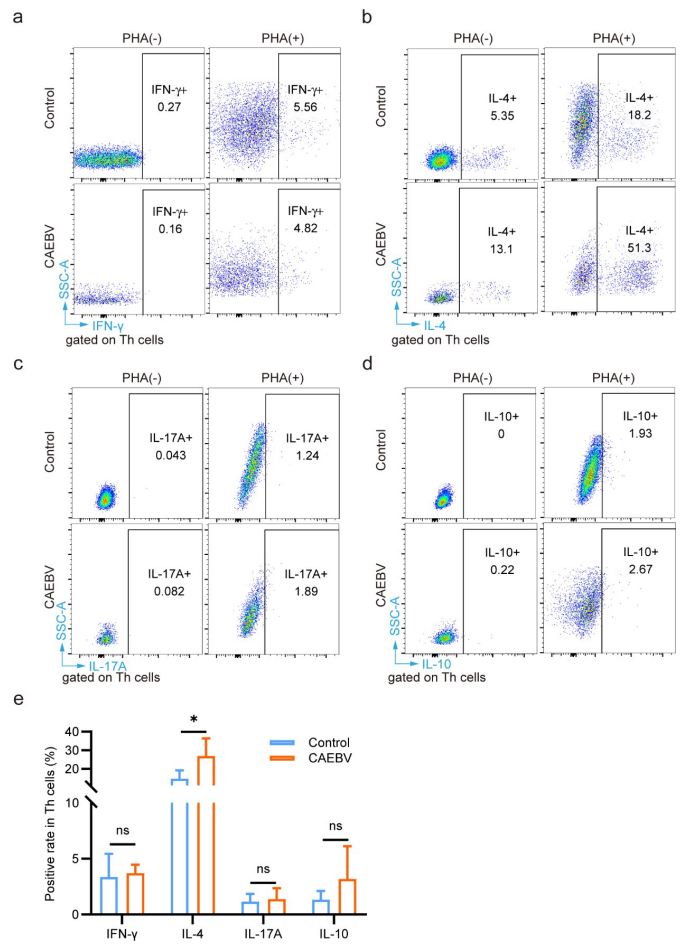 a
PHA(-) PHA(+)
Control
IFN-γ+
0.27
IFN-γ+
5.56
CAEBV
IFN-γ+
0.16
IFN-γ+
4.82
SSC-A
IFN-γ
gated on Th cells
b
PHA(-) PHA(+)
Control
IL-4+
5.35
IL-4+
18.2
CAEBV
IL-4+
13.1
IL-4+
51.3
SSC-A
IL-4
gated on Th cells
c
PHA(-) PHA(+)
Control
IL-17A+
0.043
IL-17A+
1.24
CAEBV
IL-17A+
0.082
IL-17A+
1.89
SSC-A
IL-17A
gated on Th cells
d
PHA(-) PHA(+)
Control
IL-10+
0
IL-10+
1.93
CAEBV
IL-10+
0.22
IL-10+
2.67
SSC-A
IL-10
gated on Th cells
e
Positive rate in Th cells (%)
40
30
20
10
5
0
Control
CAEBV
ns
*
ns
ns
IFN-γ IL-4 IL-17A IL-10